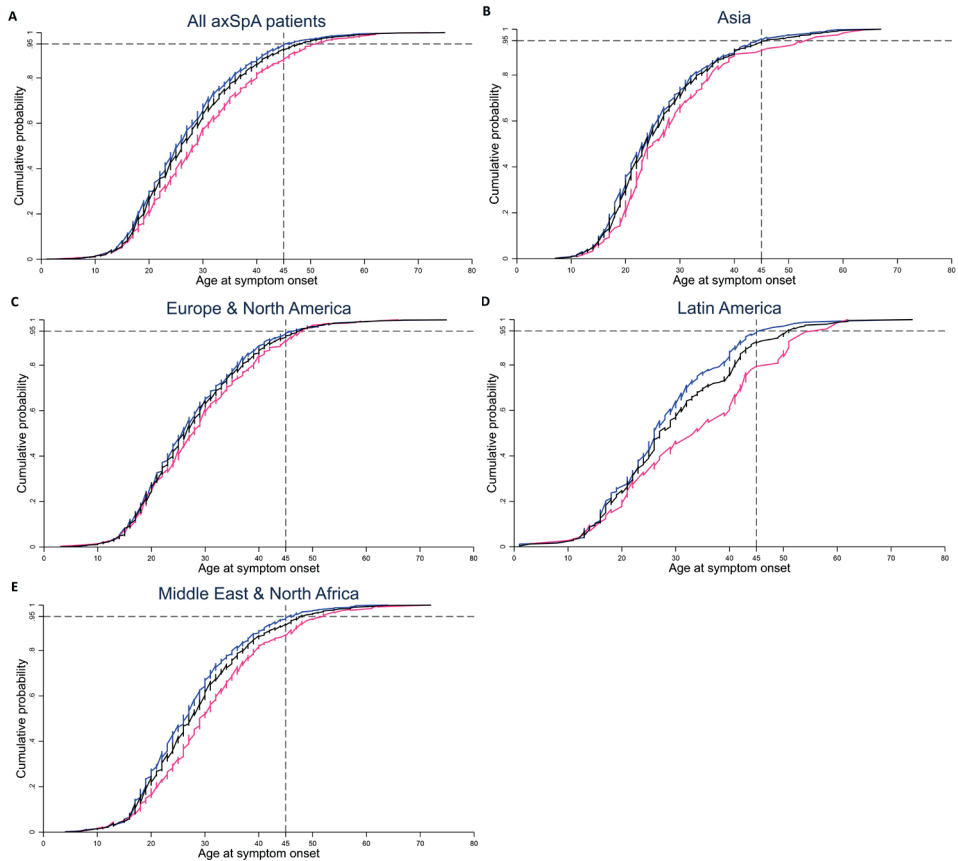 A
All axSpA patients
Cumulative probability
0 .2 .4 .6 .8 .95 1
0 10 20 30 40 45 50 60 70 80
Age at symptom onset
B
Asia
Cumulative probability
0 .2 .4 .6 .8 .95 1
0 10 20 30 40 45 50 60 70 80
Age at symptom onset
C
Europe & North America
Cumulative probability
0 .2 .4 .6 .8 .95 1
0 10 20 30 40 45 50 60 70 80
Age at symptom onset
D
Latin America
Cumulative probability
0 .2 .4 .6 .8 .95 1
0 10 20 30 40 45 50 60 70 80
Age at symptom onset
E
Middle East & North Africa
Cumulative probability
0 .2 .4 .6 .8 .95 1
0 10 20 30 40 45 50 60 70 80
Age at symptom onset